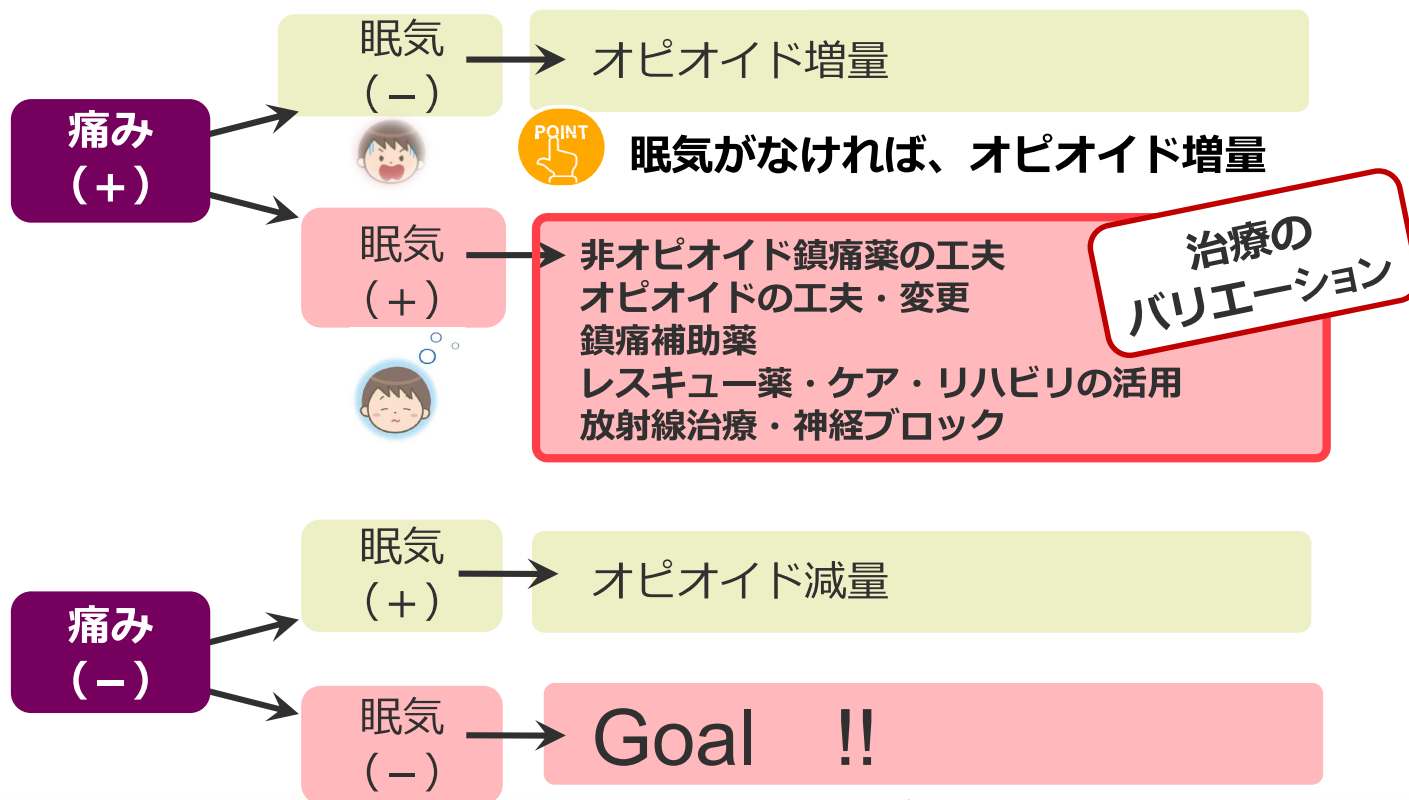 眠気
（−）
オピオイド増量
痛み
（+）
POINT
眠気がなければ、オピオイド増量
眠気
（+）
非オピオイド鎮痛薬の工夫
オピオイドの工夫・変更
鎮痛補助薬
レスキュー薬・ケア・リハビリの活用
放射線治療・神経ブロック
治療の
バリエーション
眠気
（+）
オピオイド減量
痛み
（−）
眠気
（−）
Goal　!!